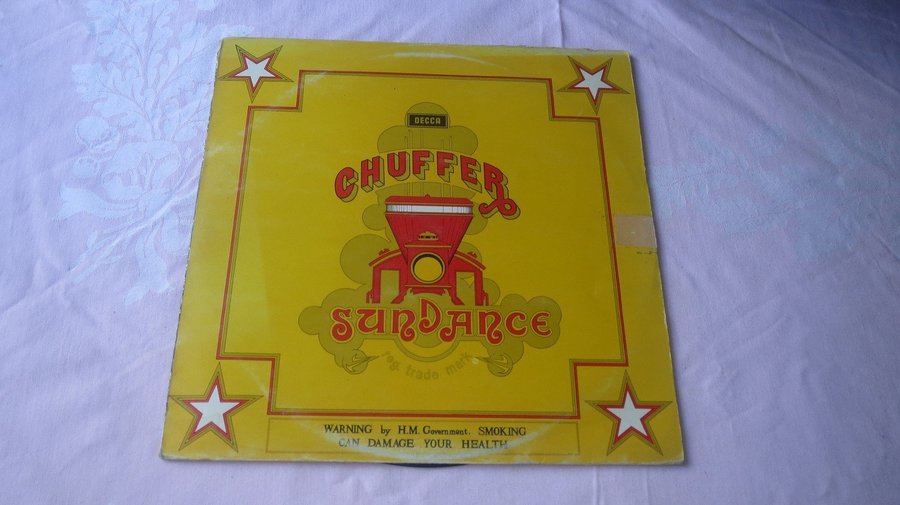 DECCA
CHUFFER
SUNDANCE
reg. trade mark
WARNING by H.M. Government. SMOKING
CAN DAMAGE YOUR HEALTH